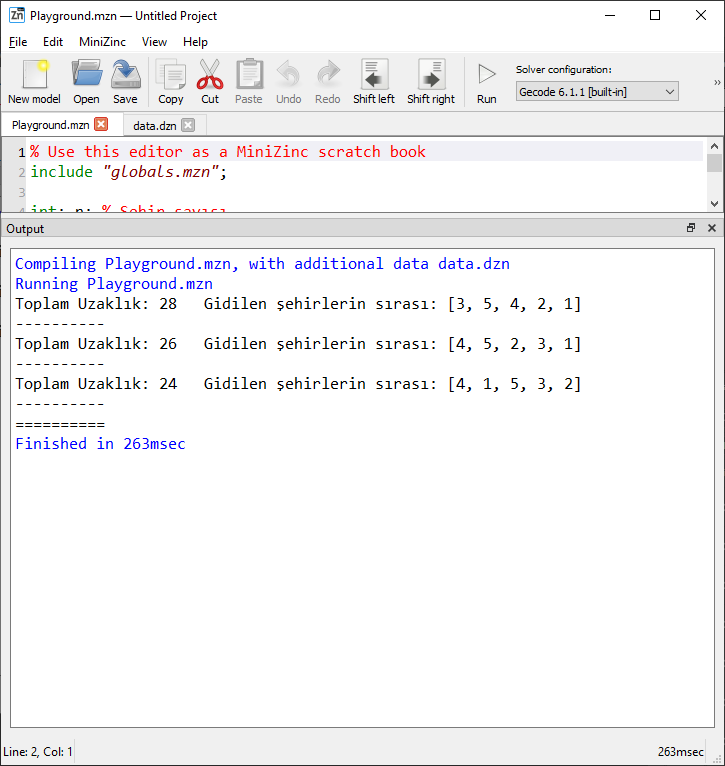 Playground.mzn — Untitled Project
File Edit MiniZinc View Help
New model Open Save Copy Cut Paste Undo Redo Shift left Shift right Run
Solver configuration:
Gecode 6.1.1 [built-in]
Playground.mzn data.dzn
1 % Use this editor as a MiniZinc scratch book
2 include "globals.mzn";
3
int: n; % Şehir sayısı
Output
Compiling Playground.mzn, with additional data data.dzn
Running Playground.mzn
Toplam Uzaklık: 28 Gidilen şehirlerin sırası: [3, 5, 4, 2, 1]
----------
Toplam Uzaklık: 26 Gidilen şehirlerin sırası: [4, 5, 2, 3, 1]
----------
Toplam Uzaklık: 24 Gidilen şehirlerin sırası: [4, 1, 5, 3, 2]
----------
==========
Finished in 263msec
Line: 2, Col: 1
263msec